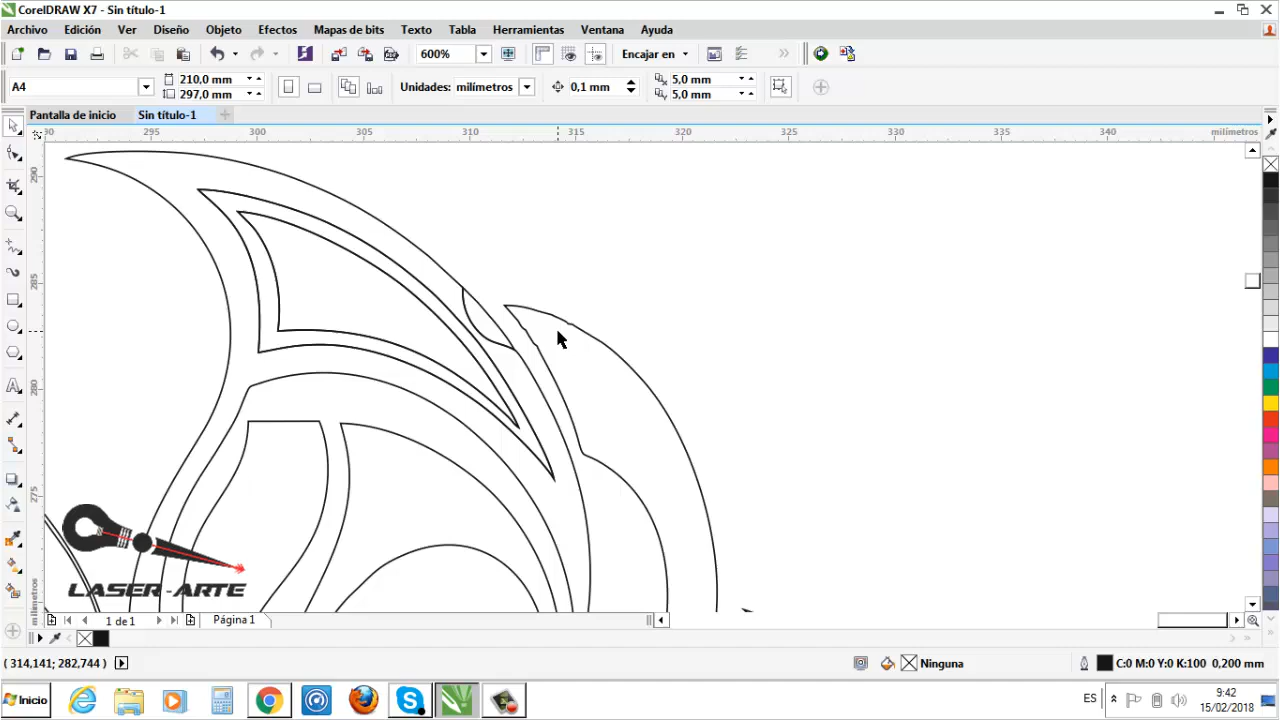 CorelDRAW X7 - Sin título-1
Archivo Edición Ver Diseño Objeto Efectos Mapas de bits Texto Tabla Herramientas Ventana Ayuda
600% Encajar en
A4 210,0 mm 297,0 mm Unidades: milímetros 0,1 mm 5,0 mm 5,0 mm
Pantalla de inicio Sin título-1
295 300 305 310 315 320 325 330 335 340 milímetros
290
285
280
275
milímetros
LASER-ARTE
1 de 1 Página 1
( 314,141; 282,744 ) Ninguna C:0 M:0 Y:0 K:100 0,200 mm
Inicio ES 9:42
15/02/2018